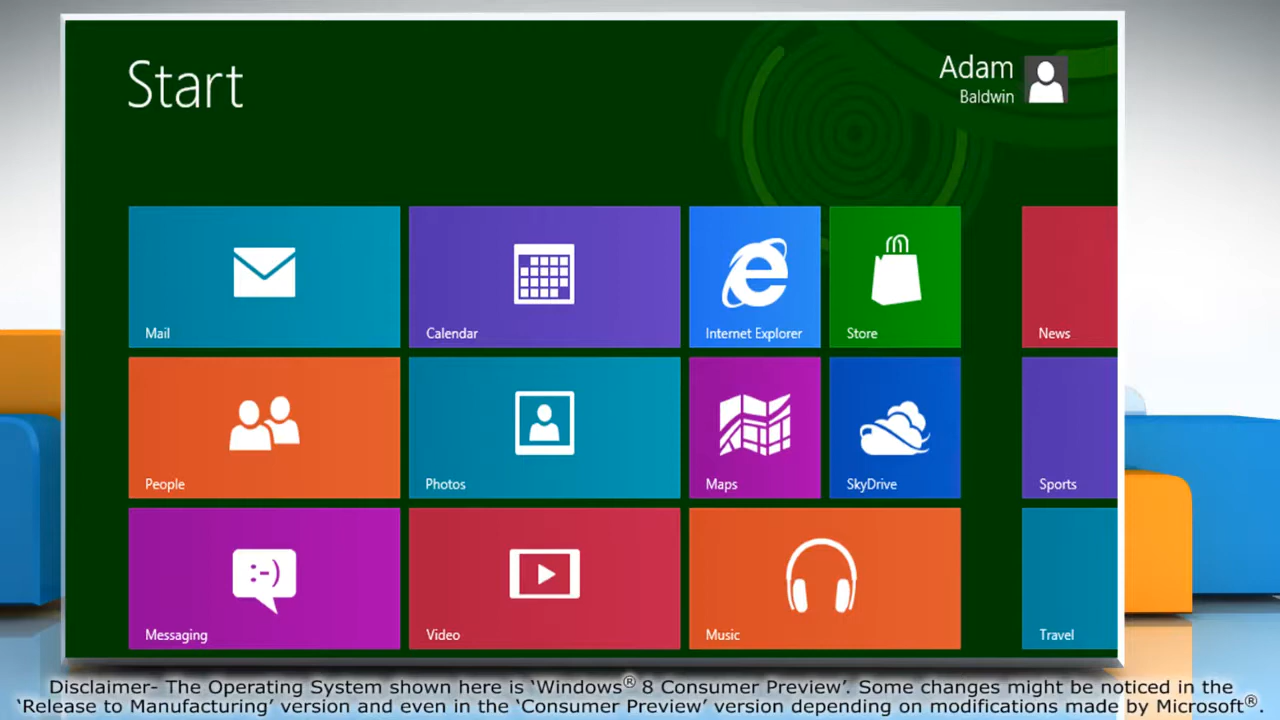 Start
Adam
Baldwin
Mail
Calendar
Internet Explorer
Store
News
People
Photos
Maps
SkyDrive
Sports
:-)
Messaging
Video
Music
Travel
Disclaimer- The Operating System shown here is ‘Windows® 8 Consumer Preview’. Some changes might be noticed in the
‘Release to Manufacturing’ version and even in the ‘Consumer Preview’ version depending on modifications made by Microsoft®.